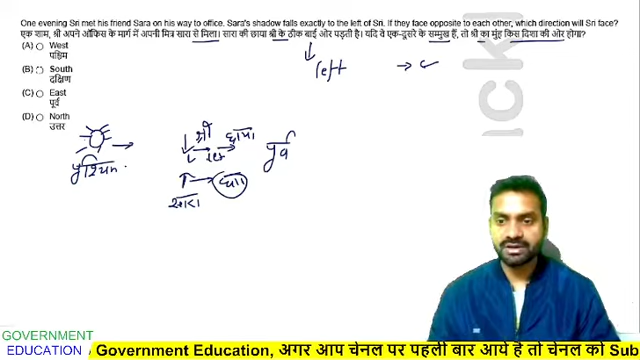 One evening Sri met his friend Sara on his way to office. Sara's shadow falls exactly to the left of Sri. If they face opposite to each other, which direction will Sri face?
एक शाम, श्री अपने ऑफिस के मार्ग में अपनी मित्र सारा से मिला। सारा की छाया श्री के ठीक बाईं ओर पड़ती है। यदि वे एक-दूसरे के सम्मुख हैं, तो श्री का मुंह किस दिशा की ओर होगा?
(A) West
पश्चिम
(B) South
दक्षिण
(C) East
पूर्व
(D) North
उत्तर
left
श्री छाया
पूर्व
सारा
GOVERNMENT
EDUCATION
Government Education, अगर आप चेनल पर पहली बार आये है तो चेनल को Sub